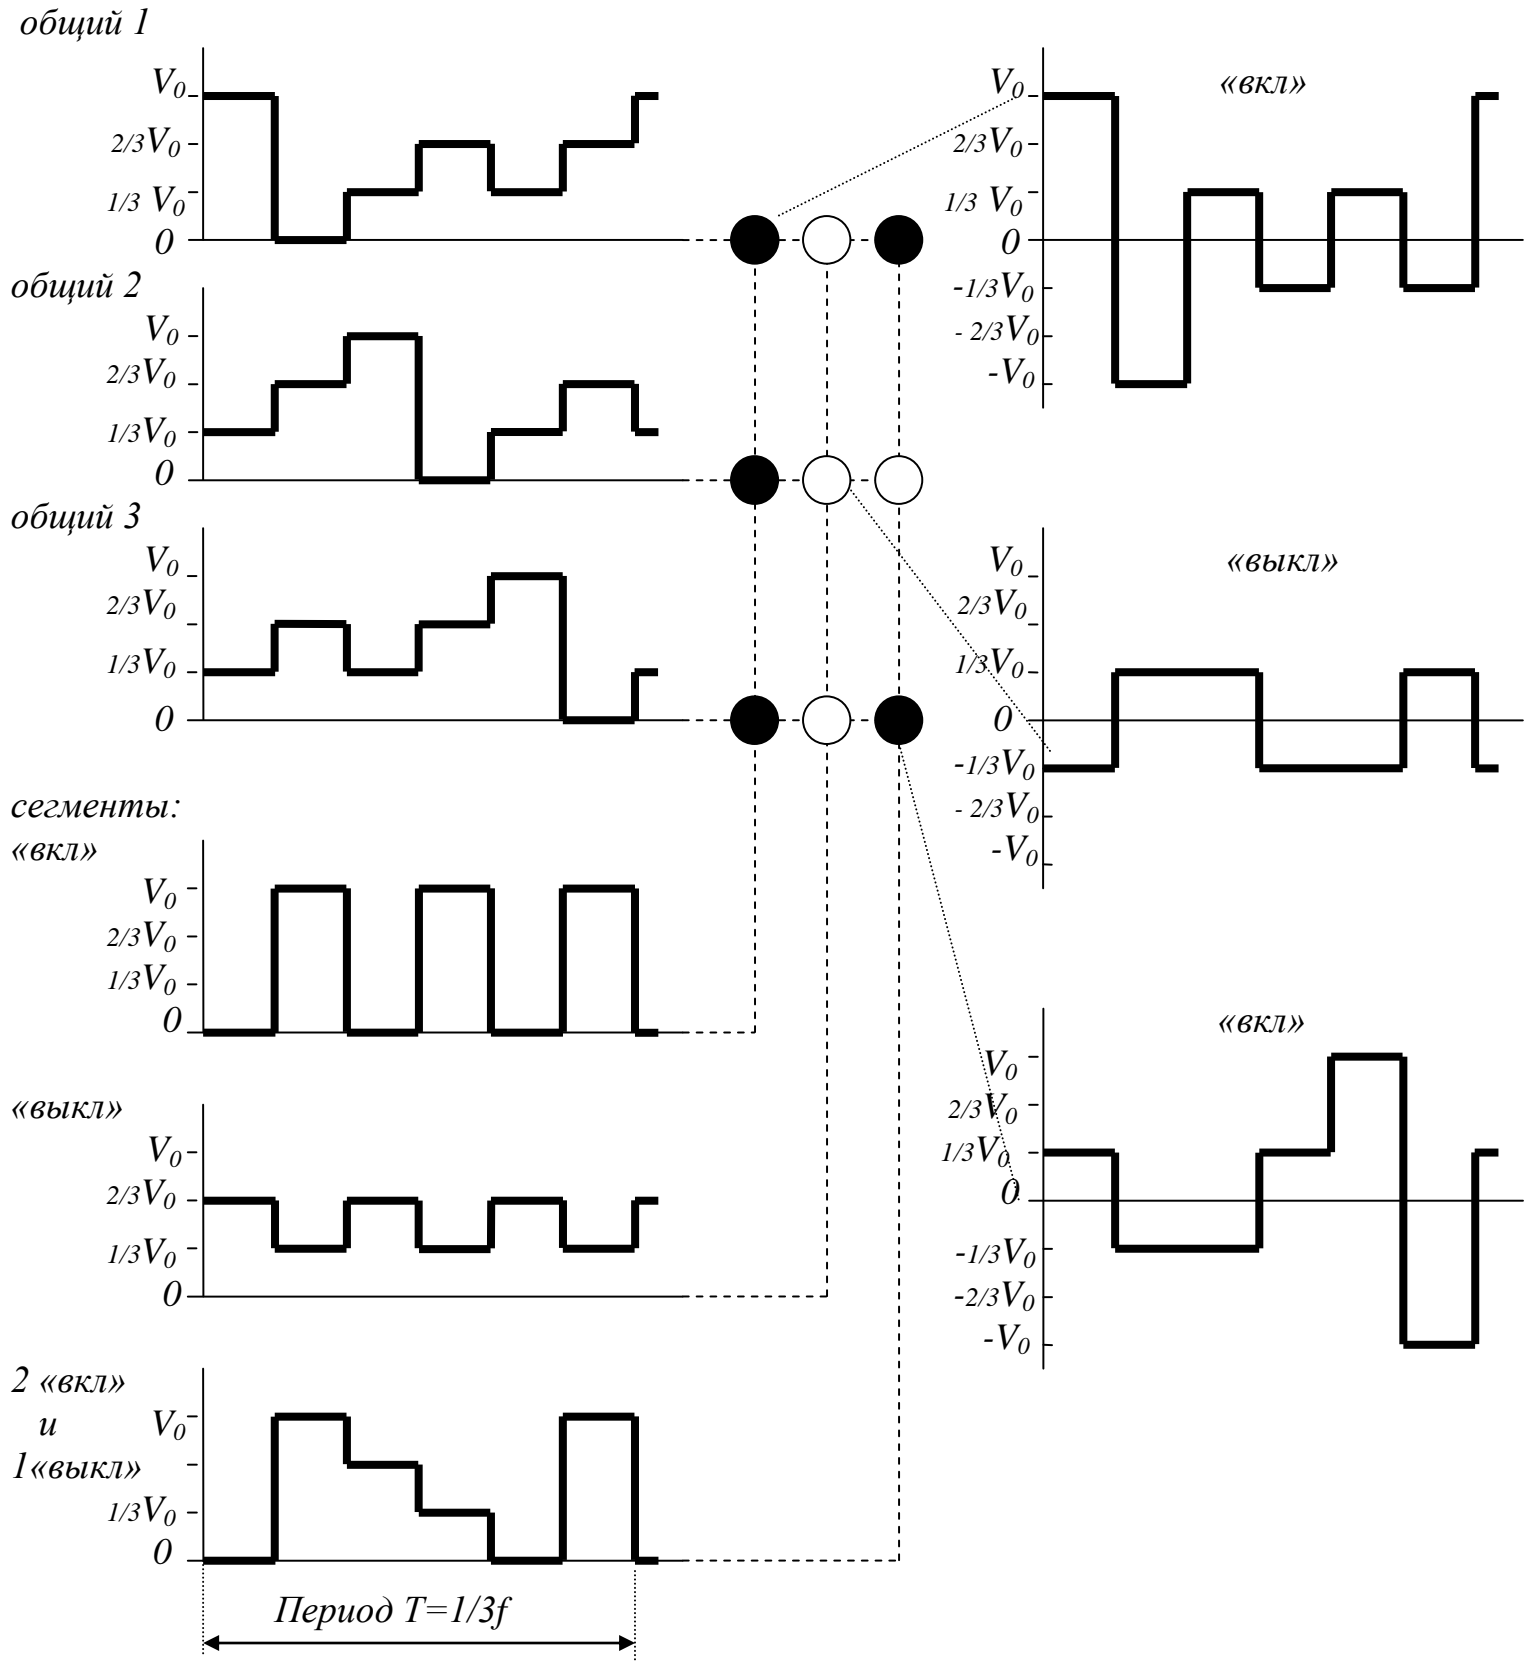 общий 1
V₀
2/3V₀
1/3 V₀
0
общий 2
V₀
2/3V₀
1/3V₀
0
общий 3
V₀
2/3V₀
1/3V₀
0
сегменты:
«вкл»
V₀
2/3V₀
1/3V₀
0
«выкл»
V₀
2/3V₀
1/3V₀
0
2 «вкл»
и
1«выкл»
V₀
1/3V₀
0
Период T=1/3f
«вкл»
V₀
2/3V₀
1/3 V₀
0
-1/3V₀
- 2/3V₀
-V₀
«выкл»
V₀
2/3V₀
1/3V₀
0
-1/3V₀
- 2/3V₀
-V₀
«вкл»
V₀
2/3V₀
1/3V₀
0
-1/3V₀
-2/3V₀
-V₀